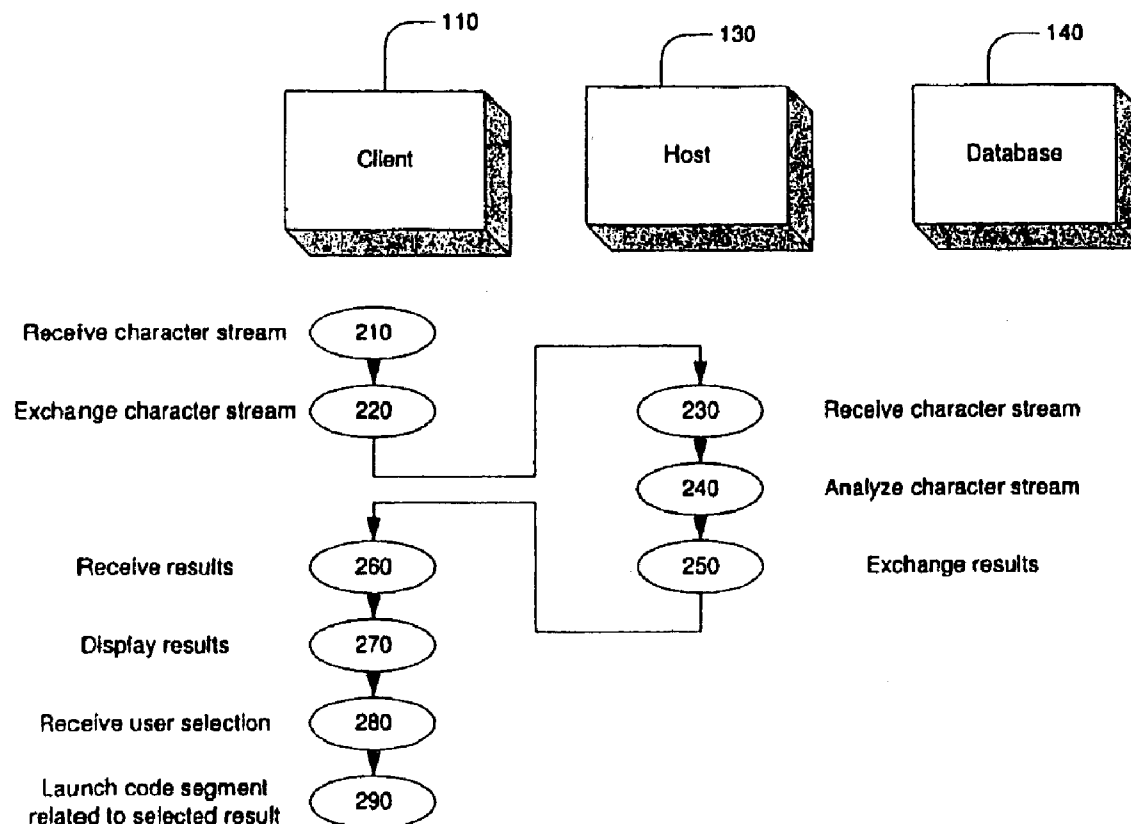 110
130
140
Client
Host
Database
Receive character stream
210
Exchange character stream
220
230
Receive character stream
240
Analyze character stream
Receive results
260
250
Exchange results
Display results
270
Receive user selection
280
Launch code segment
related to selected result
290